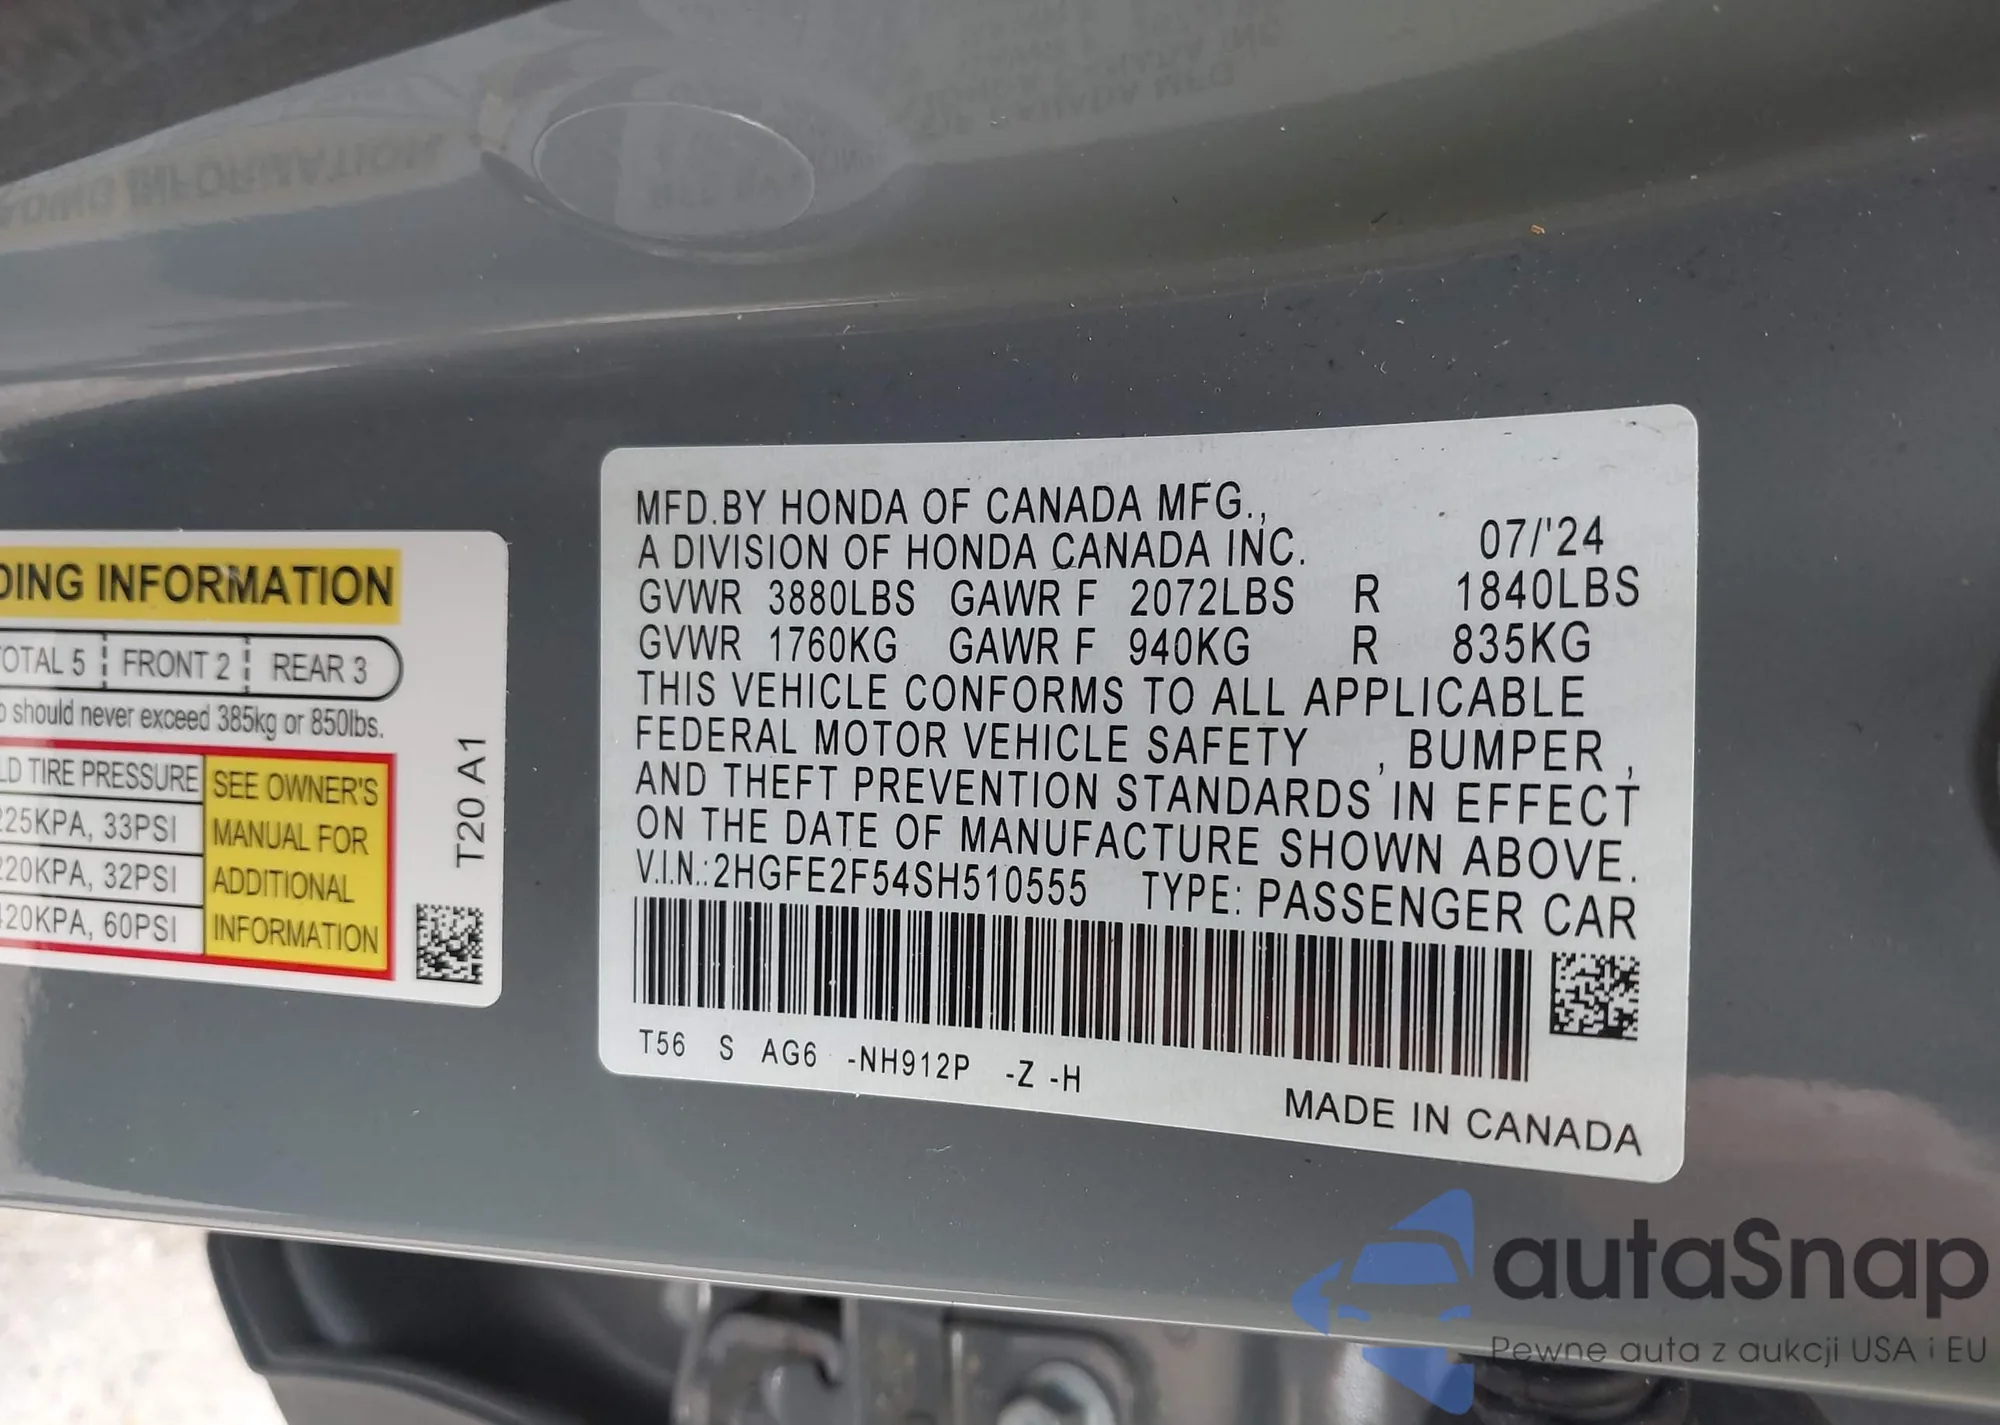 DING INFORMATION
OTAL 5 FRONT 2 REAR 3
o should never exceed 385kg or 850lbs.
LD TIRE PRESSURE
225KPA, 33PSI
220KPA, 32PSI
420KPA, 60PSI
SEE OWNER'S
MANUAL FOR
ADDITIONAL
INFORMATION
T20 A1
MFD.BY HONDA OF CANADA MFG.,
A DIVISION OF HONDA CANADA INC. 07/'24
GVWR 3880LBS GAWR F 2072LBS R 1840LBS
GVWR 1760KG GAWR F 940KG R 835KG
THIS VEHICLE CONFORMS TO ALL APPLICABLE
FEDERAL MOTOR VEHICLE SAFETY , BUMPER ,
AND THEFT PREVENTION STANDARDS IN EFFECT
ON THE DATE OF MANUFACTURE SHOWN ABOVE.
V.I.N.:2HGFE2F54SH510555 TYPE: PASSENGER CAR
T56 S AG6 -NH912P -Z -H
MADE IN CANADA
autaSnap
Pewne auta z aukcji USA i EU